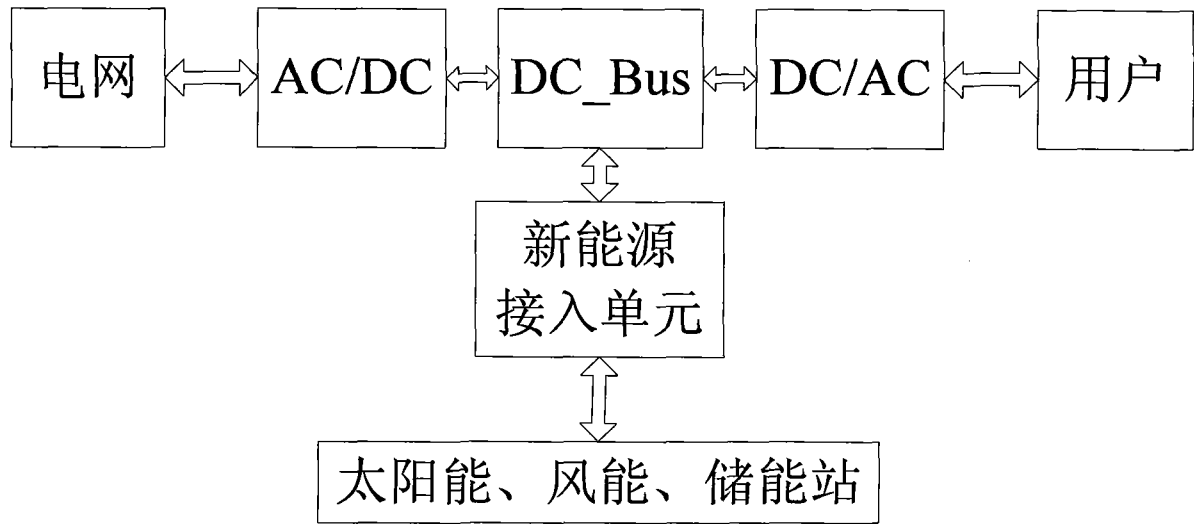 电网
AC/DC
DC_Bus
DC/AC
用户
新能源
接入单元
太阳能、风能、储能站